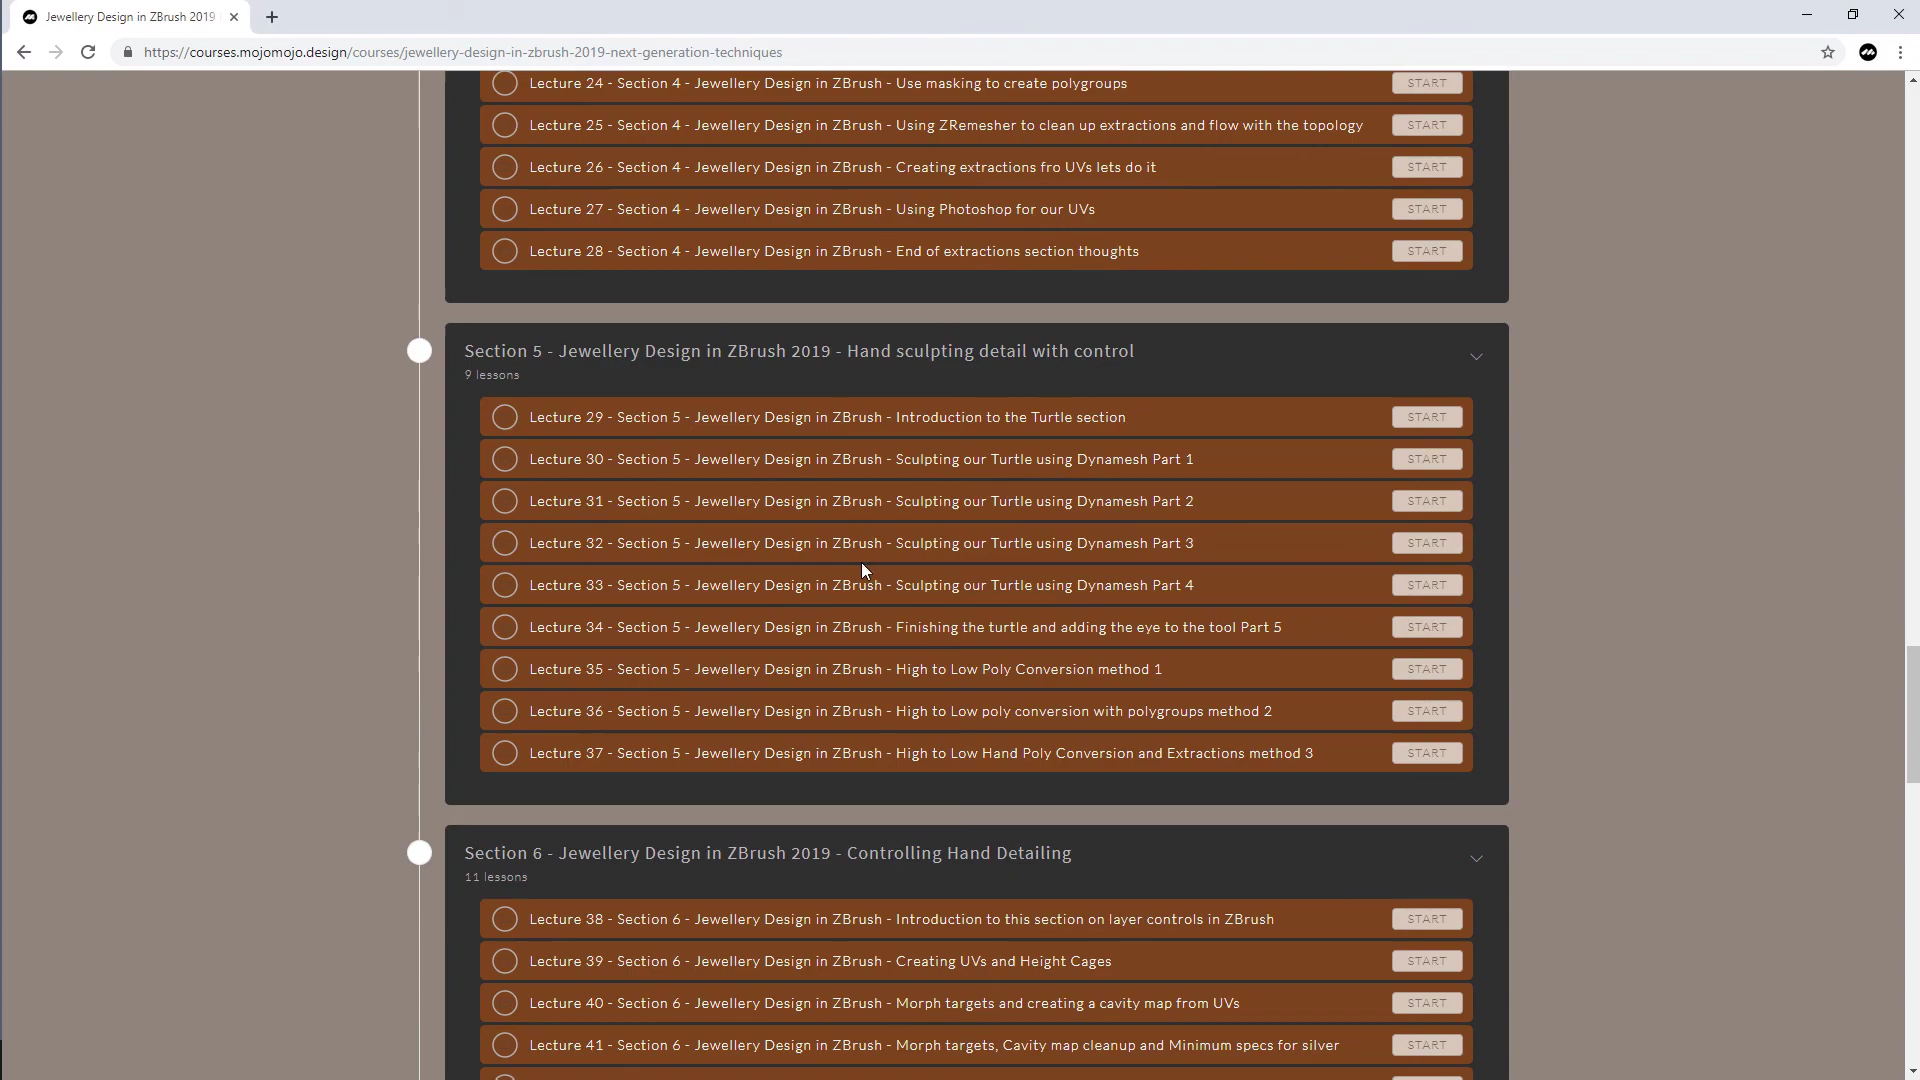 Jewellery Design in ZBrush 2019
https://courses.mojomojo.design/courses/jewellery-design-in-zbrush-2019-next-generation-techniques
Lecture 24 - Section 4 - Jewellery Design in ZBrush - Use masking to create polygroups START
Lecture 25 - Section 4 - Jewellery Design in ZBrush - Using ZRemesher to clean up extractions and flow with the topology START
Lecture 26 - Section 4 - Jewellery Design in ZBrush - Creating extractions fro UVs lets do it START
Lecture 27 - Section 4 - Jewellery Design in ZBrush - Using Photoshop for our UVs START
Lecture 28 - Section 4 - Jewellery Design in ZBrush - End of extractions section thoughts START
Section 5 - Jewellery Design in ZBrush 2019 - Hand sculpting detail with control
9 lessons
Lecture 29 - Section 5 - Jewellery Design in ZBrush - Introduction to the Turtle section START
Lecture 30 - Section 5 - Jewellery Design in ZBrush - Sculpting our Turtle using Dynamesh Part 1 START
Lecture 31 - Section 5 - Jewellery Design in ZBrush - Sculpting our Turtle using Dynamesh Part 2 START
Lecture 32 - Section 5 - Jewellery Design in ZBrush - Sculpting our Turtle using Dynamesh Part 3 START
Lecture 33 - Section 5 - Jewellery Design in ZBrush - Sculpting our Turtle using Dynamesh Part 4 START
Lecture 34 - Section 5 - Jewellery Design in ZBrush - Finishing the turtle and adding the eye to the tool Part 5 START
Lecture 35 - Section 5 - Jewellery Design in ZBrush - High to Low Poly Conversion method 1 START
Lecture 36 - Section 5 - Jewellery Design in ZBrush - High to Low poly conversion with polygroups method 2 START
Lecture 37 - Section 5 - Jewellery Design in ZBrush - High to Low Hand Poly Conversion and Extractions method 3 START
Section 6 - Jewellery Design in ZBrush 2019 - Controlling Hand Detailing
11 lessons
Lecture 38 - Section 6 - Jewellery Design in ZBrush - Introduction to this section on layer controls in ZBrush START
Lecture 39 - Section 6 - Jewellery Design in ZBrush - Creating UVs and Height Cages START
Lecture 40 - Section 6 - Jewellery Design in ZBrush - Morph targets and creating a cavity map from UVs START
Lecture 41 - Section 6 - Jewellery Design in ZBrush - Morph targets, Cavity map cleanup and Minimum specs for silver START